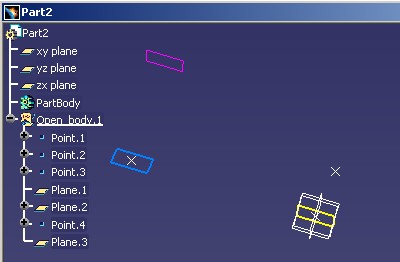 Part2
Part2
xy plane
yz plane
zx plane
PartBody
Open_body.1
Point.1
Point.2
Point.3
Plane.1
Plane.2
Point.4
Plane.3